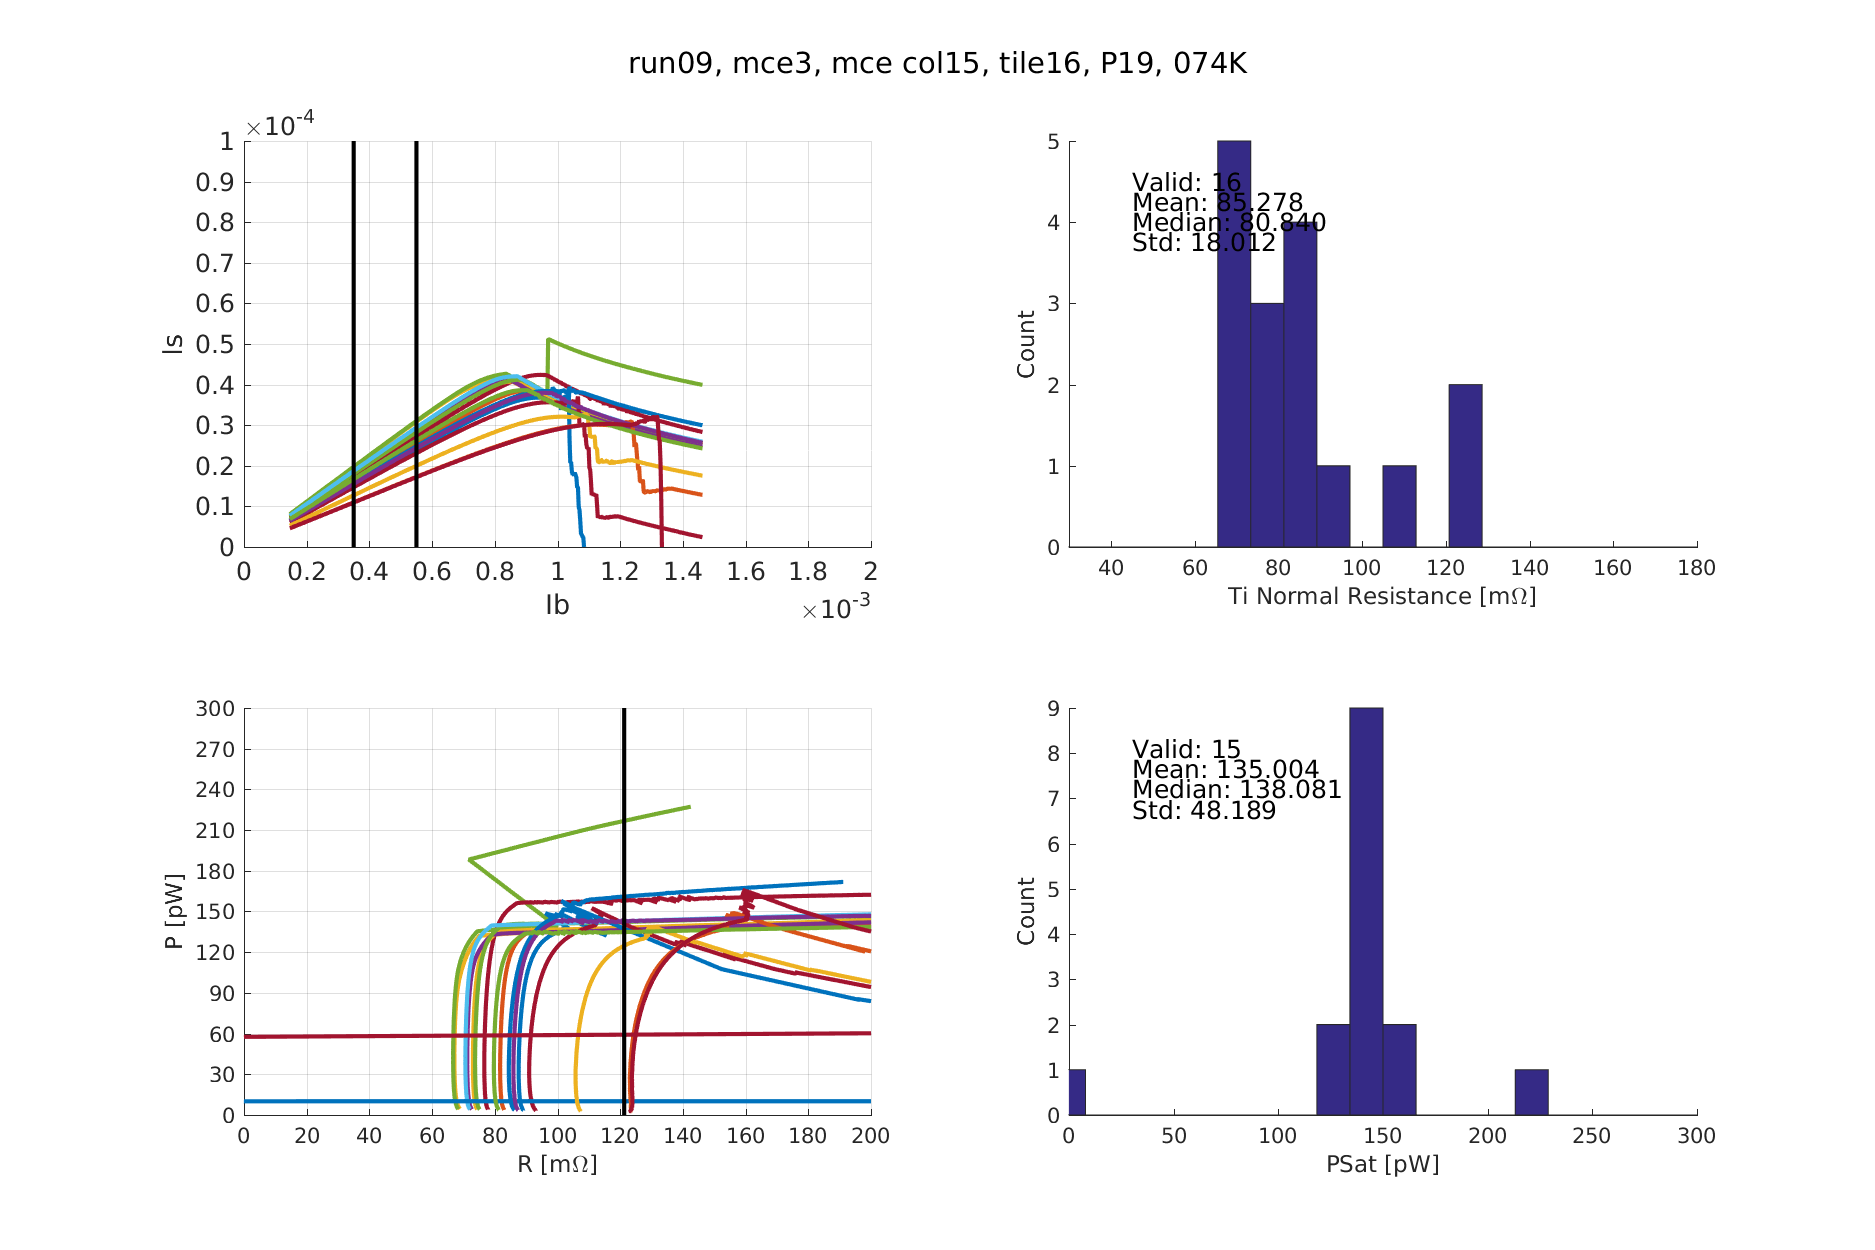 run09, mce3, mce col15, tile16, P19, 074K
×10-4
1
0.9
0.8
0.7
0.6
0.5
0.4
0.3
0.2
0.1
0
Is
0 0.2 0.4 0.6 0.8 1 1.2 1.4 1.6 1.8 2
Ib
×10-3
5
4
3
2
1
0
Count
Valid: 16
Mean: 85.278
Median: 80.840
Std: 18.012
40 60 80 100 120 140 160 180
Ti Normal Resistance [mΩ]
300
270
240
210
180
150
120
90
60
30
0
P [pW]
0 20 40 60 80 100 120 140 160 180 200
R [mΩ]
9
8
7
6
5
4
3
2
1
0
Count
Valid: 15
Mean: 135.004
Median: 138.081
Std: 48.189
0 50 100 150 200 250 300
PSat [pW]